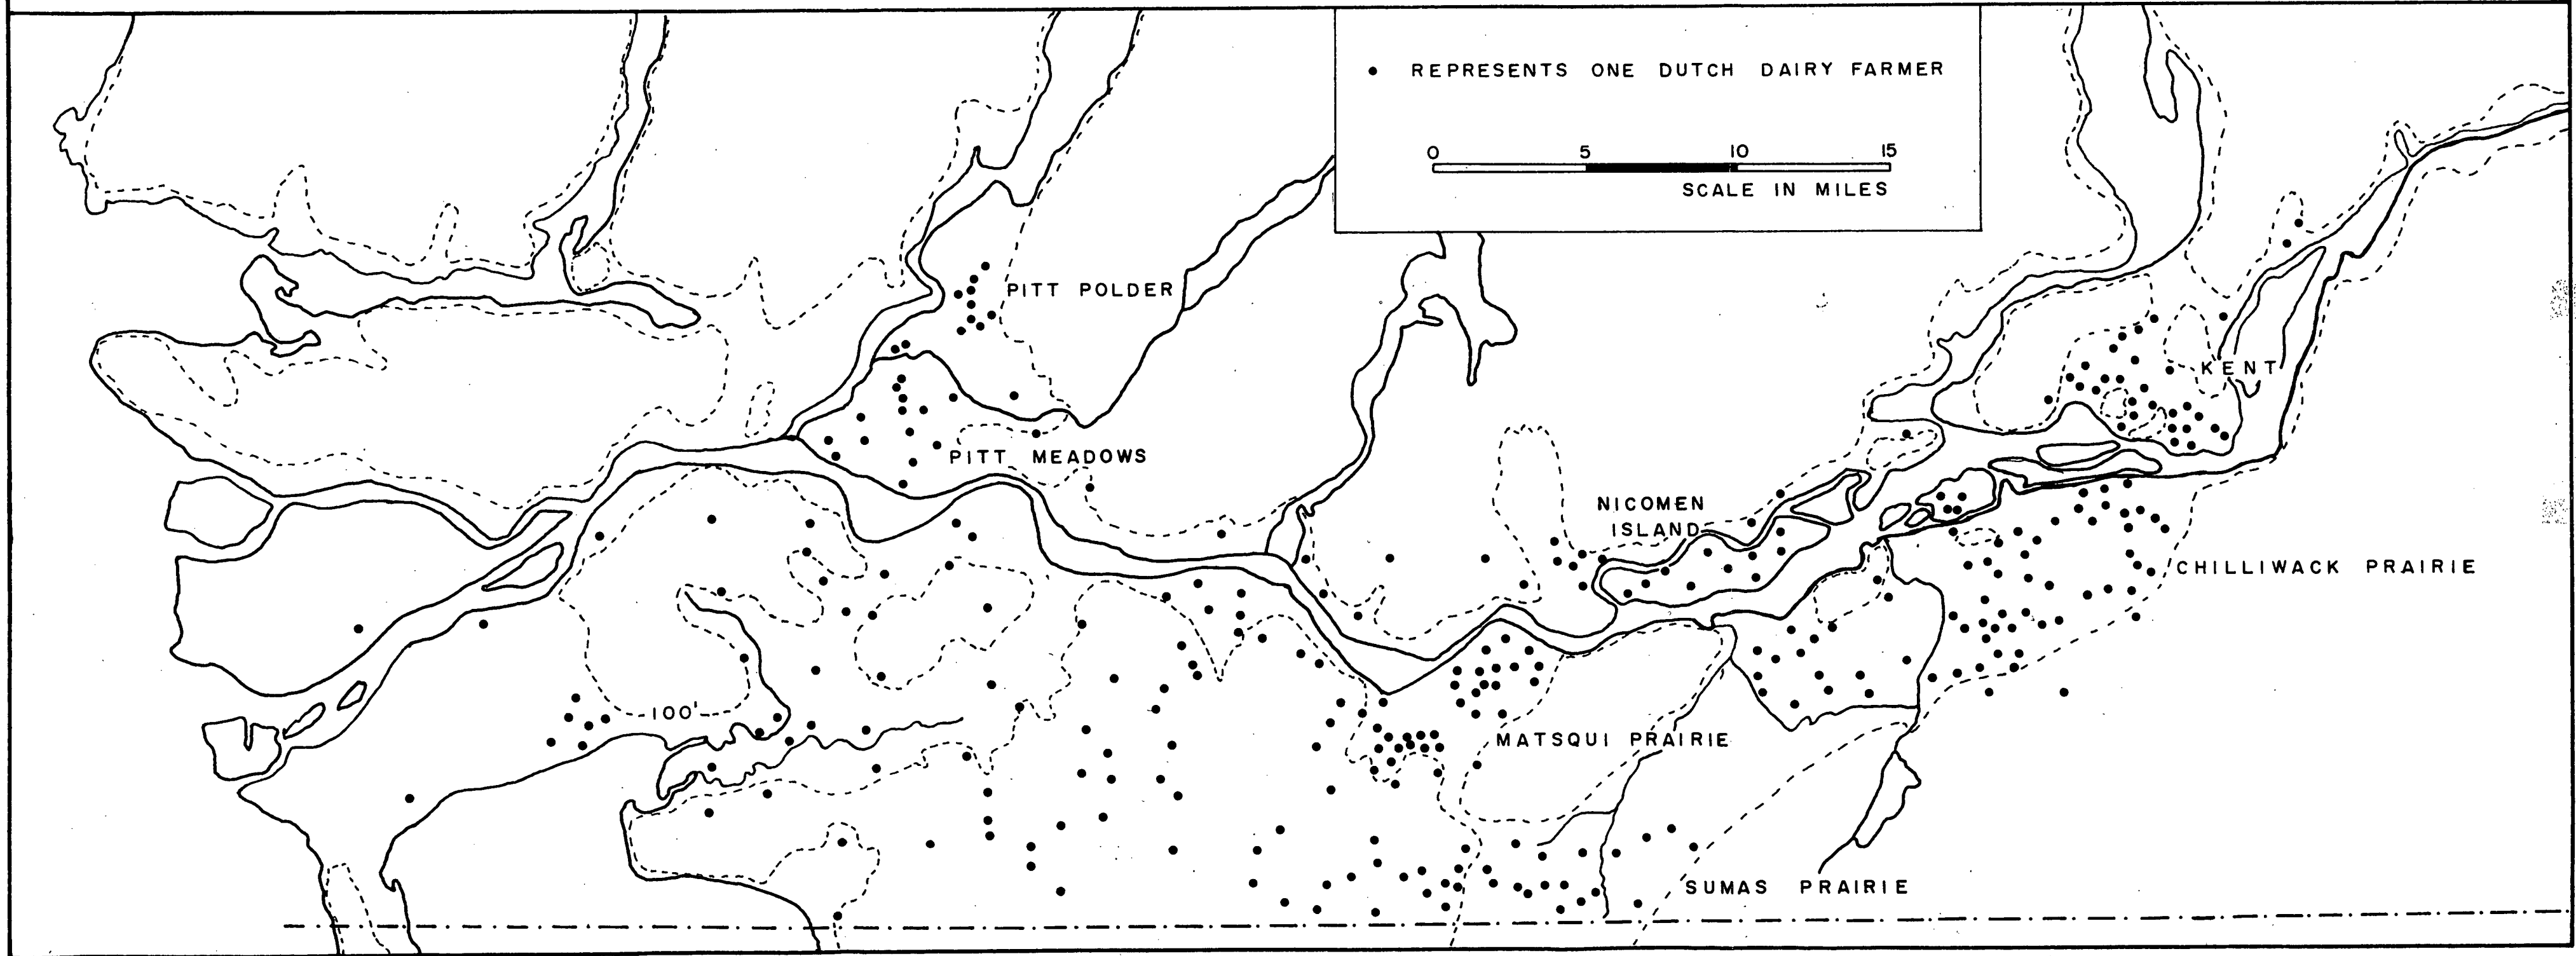 REPRESENTS ONE DUTCH DAIRY FARMER
0 5 10 15
SCALE IN MILES
PITT POLDER
KENT
PITT MEADOWS
NICOMEN
ISLAND
CHILLIWACK PRAIRIE
100'
MATSQUI PRAIRIE
SUMAS PRAIRIE